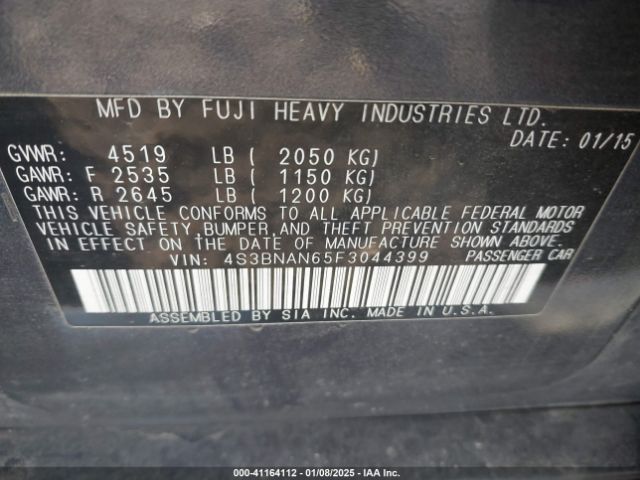 MFD BY FUJI HEAVY INDUSTRIES LTD.
DATE: 01/15
GVWR: 4519 LB ( 2050 KG)
GAWR: F 2535 LB ( 1150 KG)
GAWR: R 2645 LB ( 1200 KG)
THIS VEHICLE CONFORMS TO ALL APPLICABLE FEDERAL MOTOR
VEHICLE SAFETY, BUMPER, AND THEFT PREVENTION STANDARDS
IN EFFECT ON THE DATE OF MANUFACTURE SHOWN ABOVE.
VIN: 4S3BNAN65F3044399 PASSENGER CAR
ASSEMBLED BY SIA INC. MADE IN U.S.A.
000-41164112 | 01/08/2025 | IAA Inc.